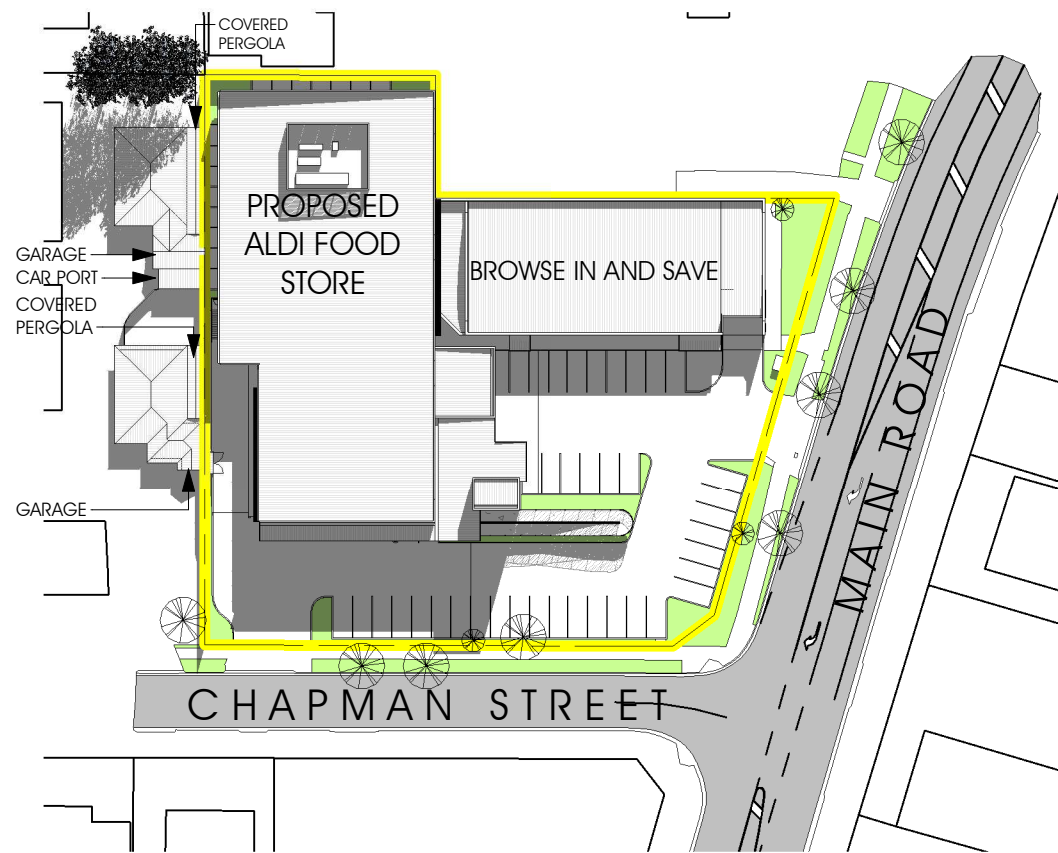 COVERED
PERGOLA
PROPOSED
ALDI FOOD
STORE
BROWSE IN AND SAVE
GARAGE
CAR PORT
COVERED
PERGOLA
GARAGE
MAIN ROAD
CHAPMAN STREET